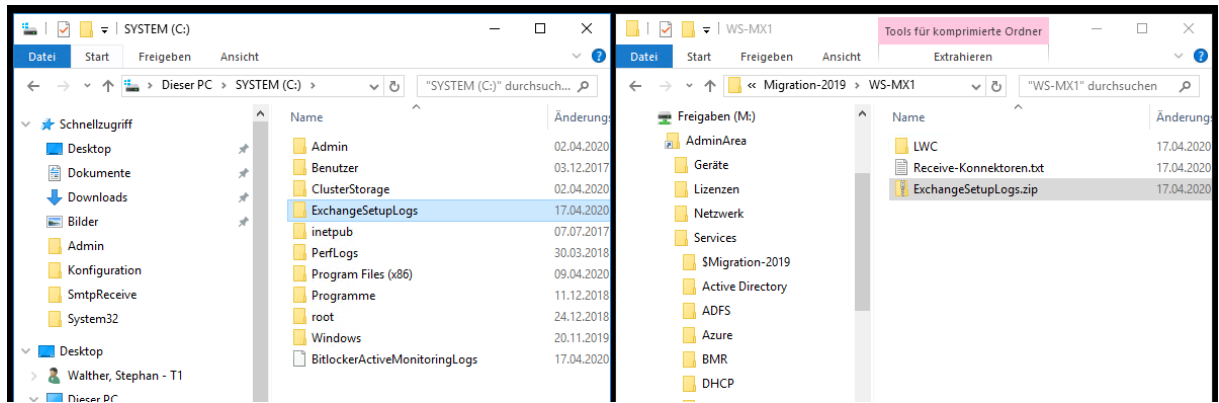 SYSTEM (C:)
Datei Start Freigeben Ansicht
Dieser PC > SYSTEM (C:) >
"SYSTEM (C:)" durchsuch...
Schnellzugriff
Desktop
Dokumente
Downloads
Bilder
Admin
Konfiguration
SmtpReceive
System32
Desktop
Walther, Stephan - T1
Dieser PC
Name Änderung
Admin 02.04.2020
Benutzer 03.12.2017
ClusterStorage 02.04.2020
ExchangeSetupLogs 17.04.2020
inetpub 07.07.2017
PerfLogs 30.03.2018
Program Files (x86) 09.04.2020
Programme 11.12.2018
root 24.12.2018
Windows 20.11.2019
BitlockerActiveMonitoringLogs 17.04.2020
WS-MX1
Tools für komprimierte Ordner
Datei Start Freigeben Ansicht Extrahieren
« Migration-2019 > WS-MX1
"WS-MX1" durchsuchen
Freigaben (M:)
AdminArea
Geräte
Lizenzen
Netzwerk
Services
$Migration-2019
Active Directory
ADFS
Azure
BMR
DHCP
Name Änderung
LWC 17.04.2020
Receive-Konnektoren.txt 17.04.2020
ExchangeSetupLogs.zip 17.04.2020